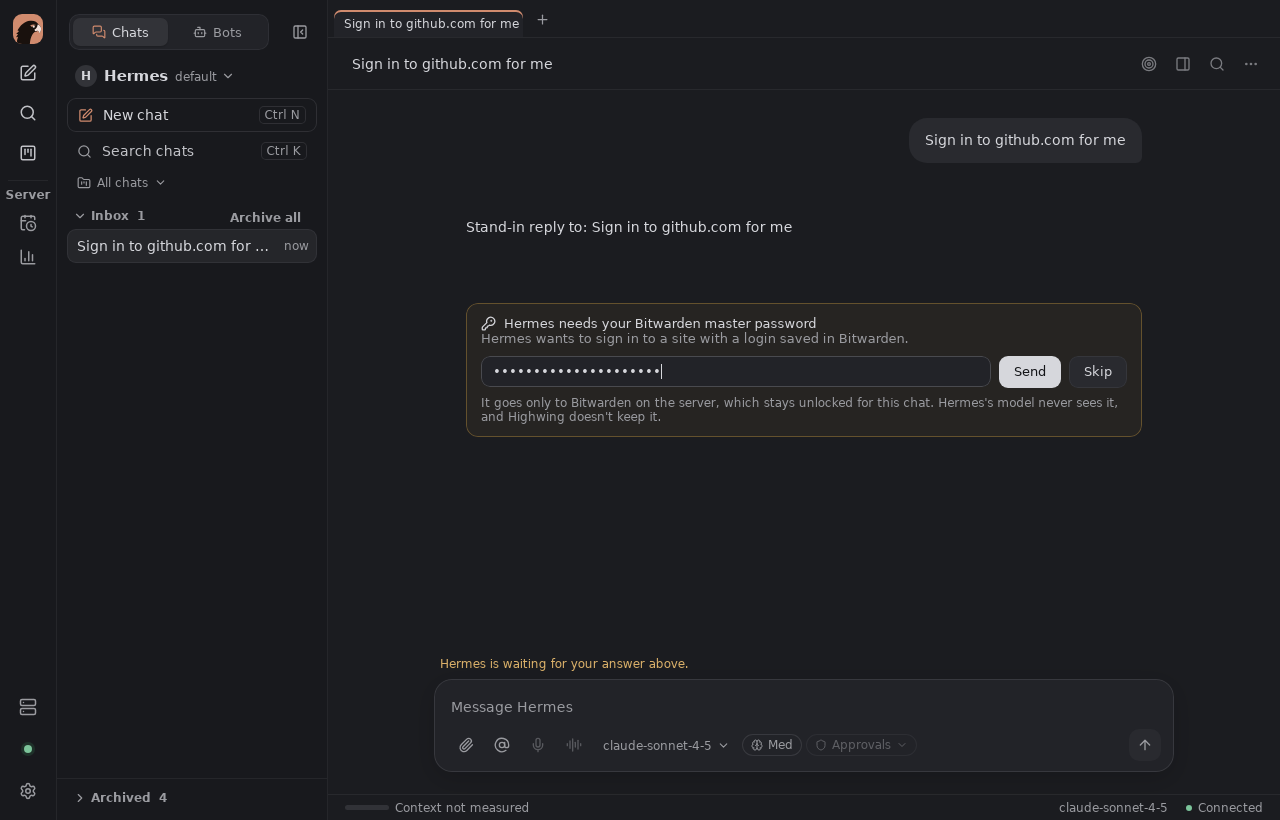 Chats
Bots
Sign in to github.com for me
H Hermes default
Sign in to github.com for me
New chat Ctrl N
Search chats Ctrl K
All chats
Server
Inbox 1 Archive all
Sign in to github.com for ... now
Sign in to github.com for me
Stand-in reply to: Sign in to github.com for me
Hermes needs your Bitwarden master password
Hermes wants to sign in to a site with a login saved in Bitwarden.
•••••••••••••••••••••
Send
Skip
It goes only to Bitwarden on the server, which stays unlocked for this chat. Hermes's model never sees it,
and Highwing doesn't keep it.
Hermes is waiting for your answer above.
Message Hermes
claude-sonnet-4-5 Med Approvals
Archived 4
Context not measured
claude-sonnet-4-5 Connected